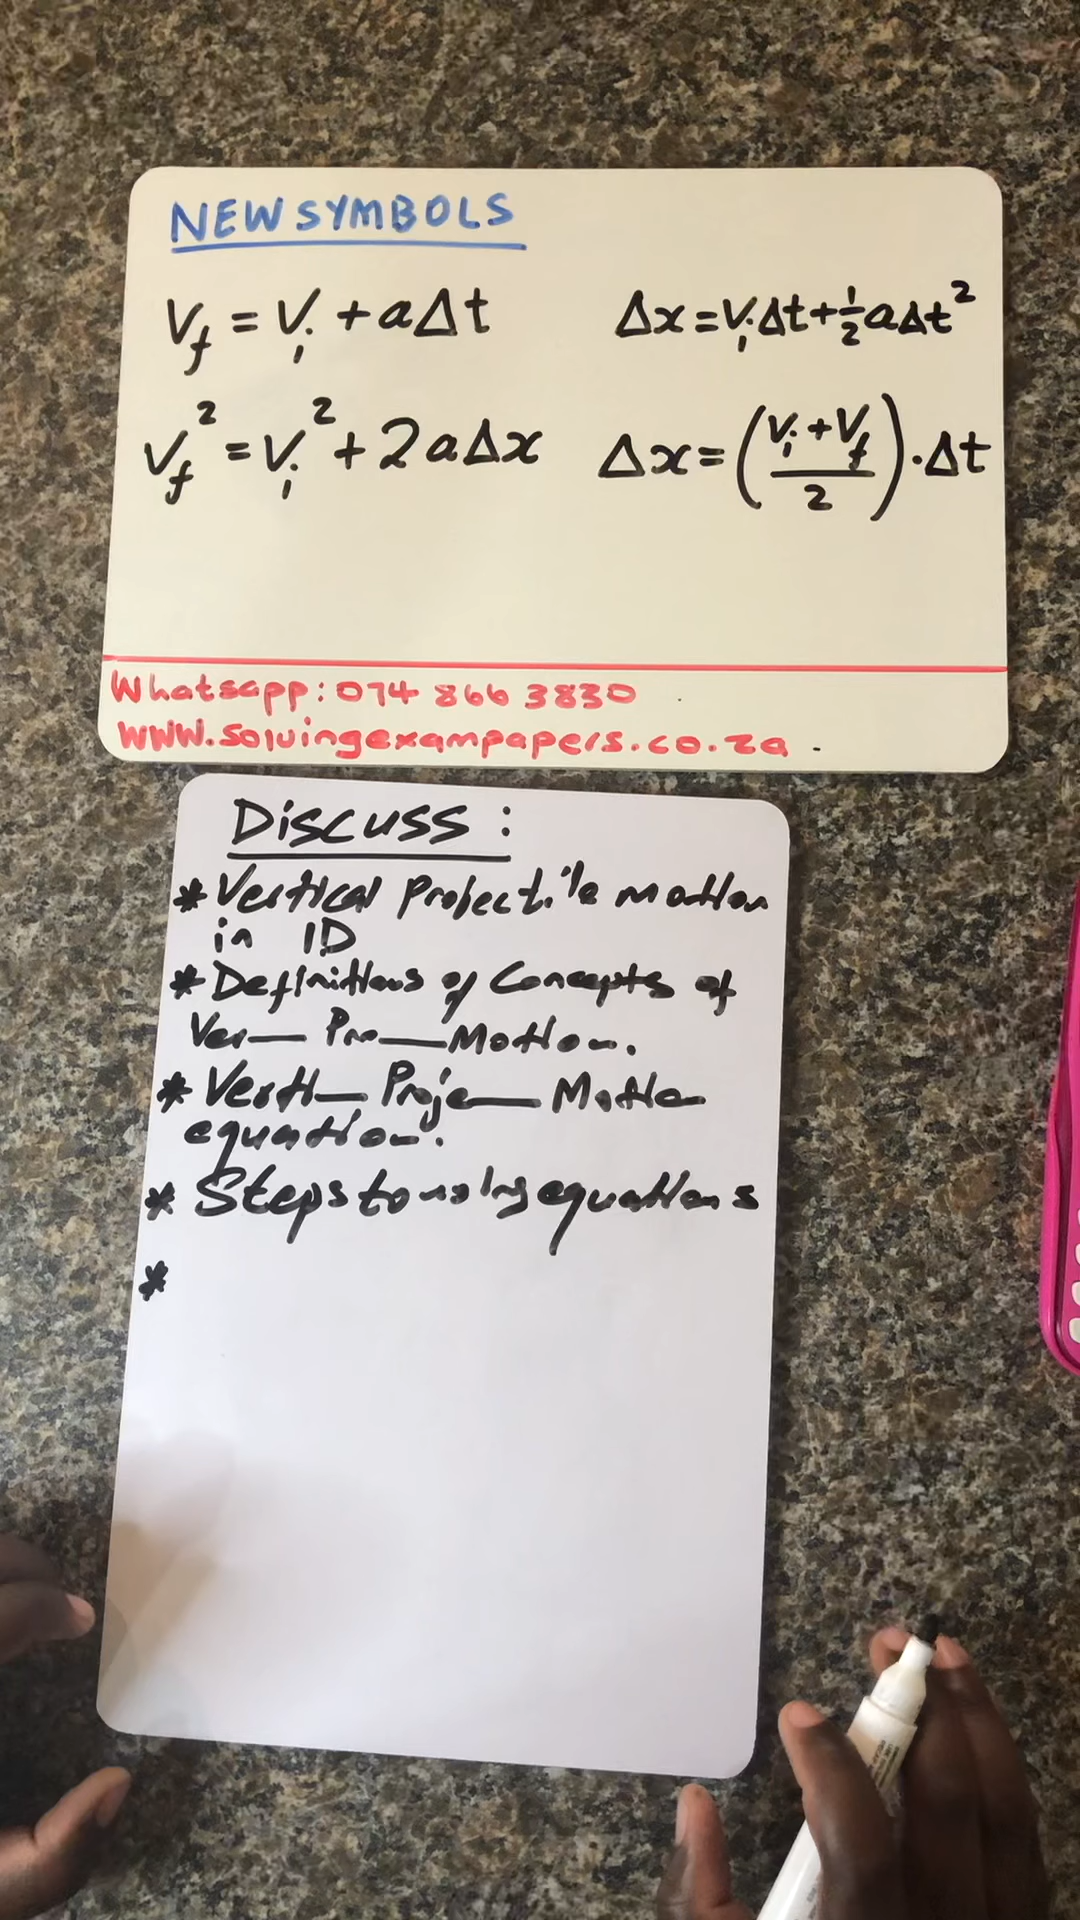 NEW SYMBOLS
Vf = Vi + aΔt
Δx = ViΔt + ½aΔt²
Vf² = Vi² + 2aΔx
Δx = (Vi + Vf / 2) · Δt
Whatsapp: 074 866 3830
WWW.solvingexampapers.co.za
Discuss:
* Vertical Projectile motion
in 1D
* Definitions of Concepts of
Ver— Pro—Motion.
* Verti— Proje— Motion
equation.
* Steps to using equations
*